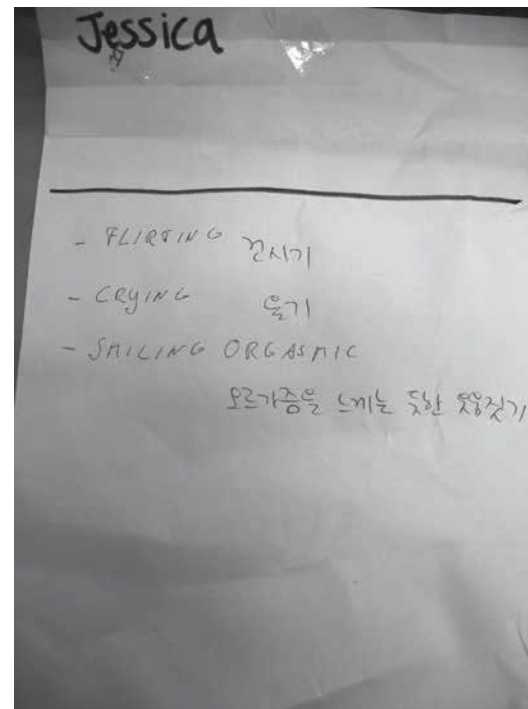 Jessica
- FLIRTING 끈시기
- CRYING 울기
- SMILING ORGASMIC
오르가즘을 느끼는 듯한 웃음짓기